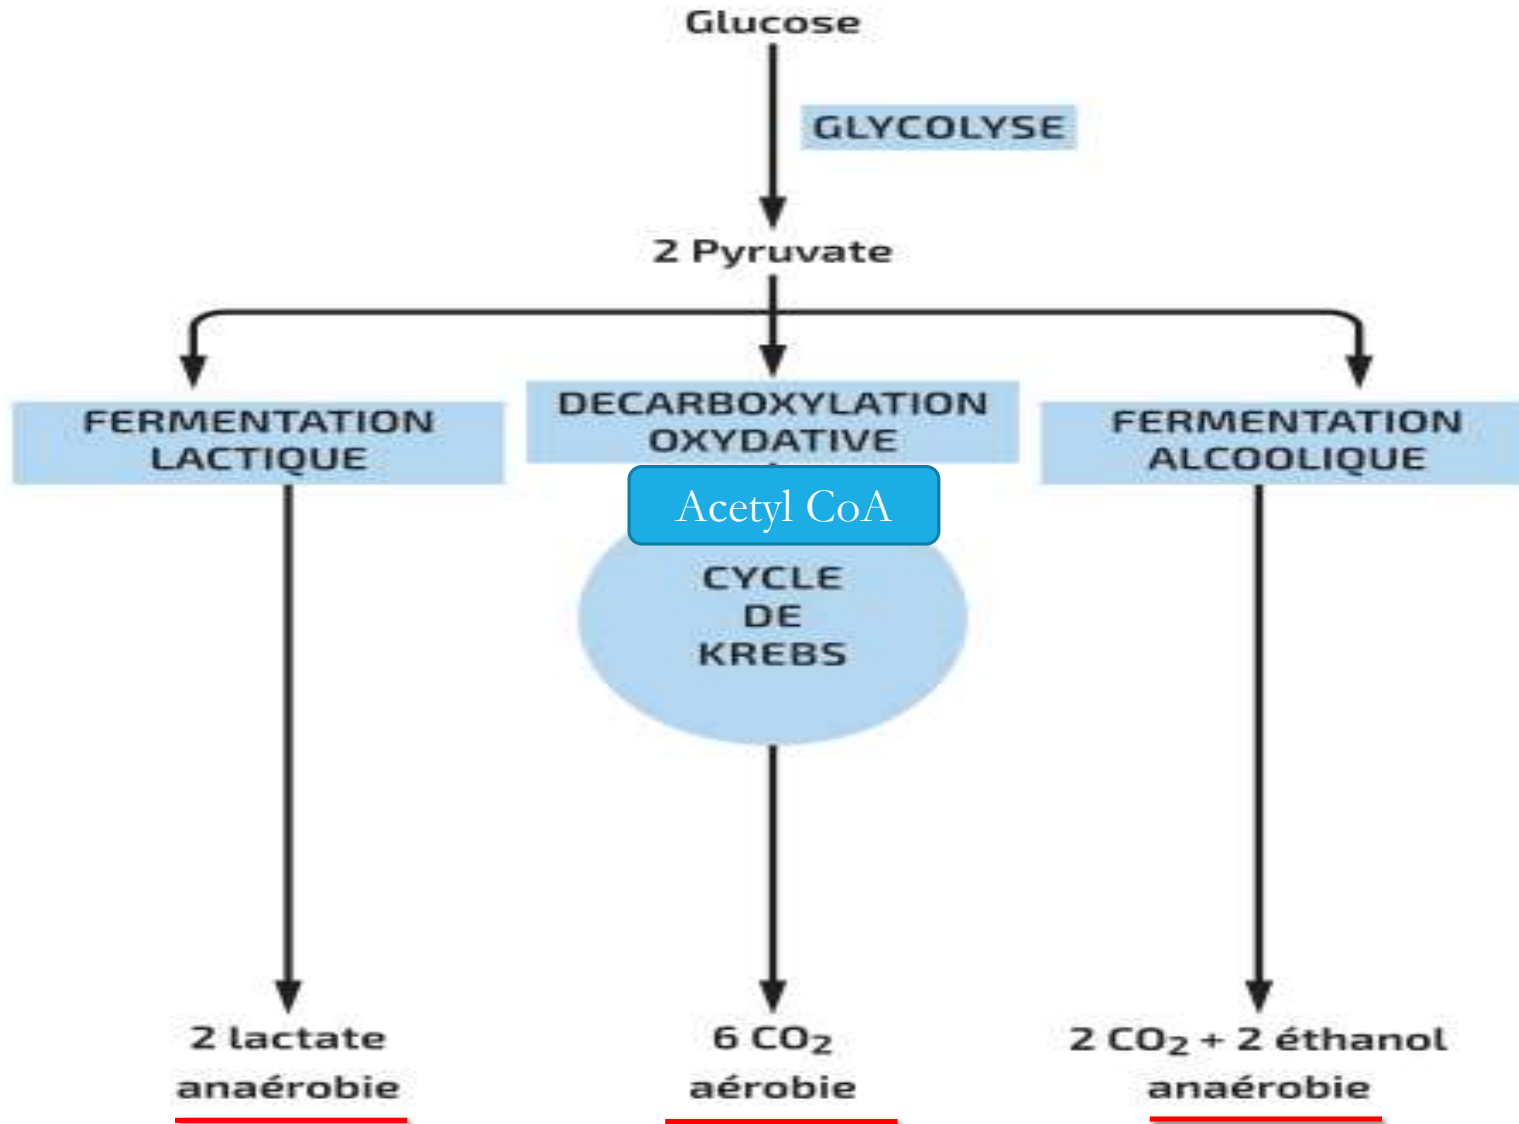 Glucose
GLYCOLYSE
2 Pyruvate
FERMENTATION
LACTIQUE
DECARBOXYLATION
OXYDATIVE
FERMENTATION
ALCOOLIQUE
Acetyl CoA
CYCLE
DE
KREBS
2 lactate
anaérobie
6 CO₂
aérobie
2 CO₂ + 2 éthanol
anaérobie